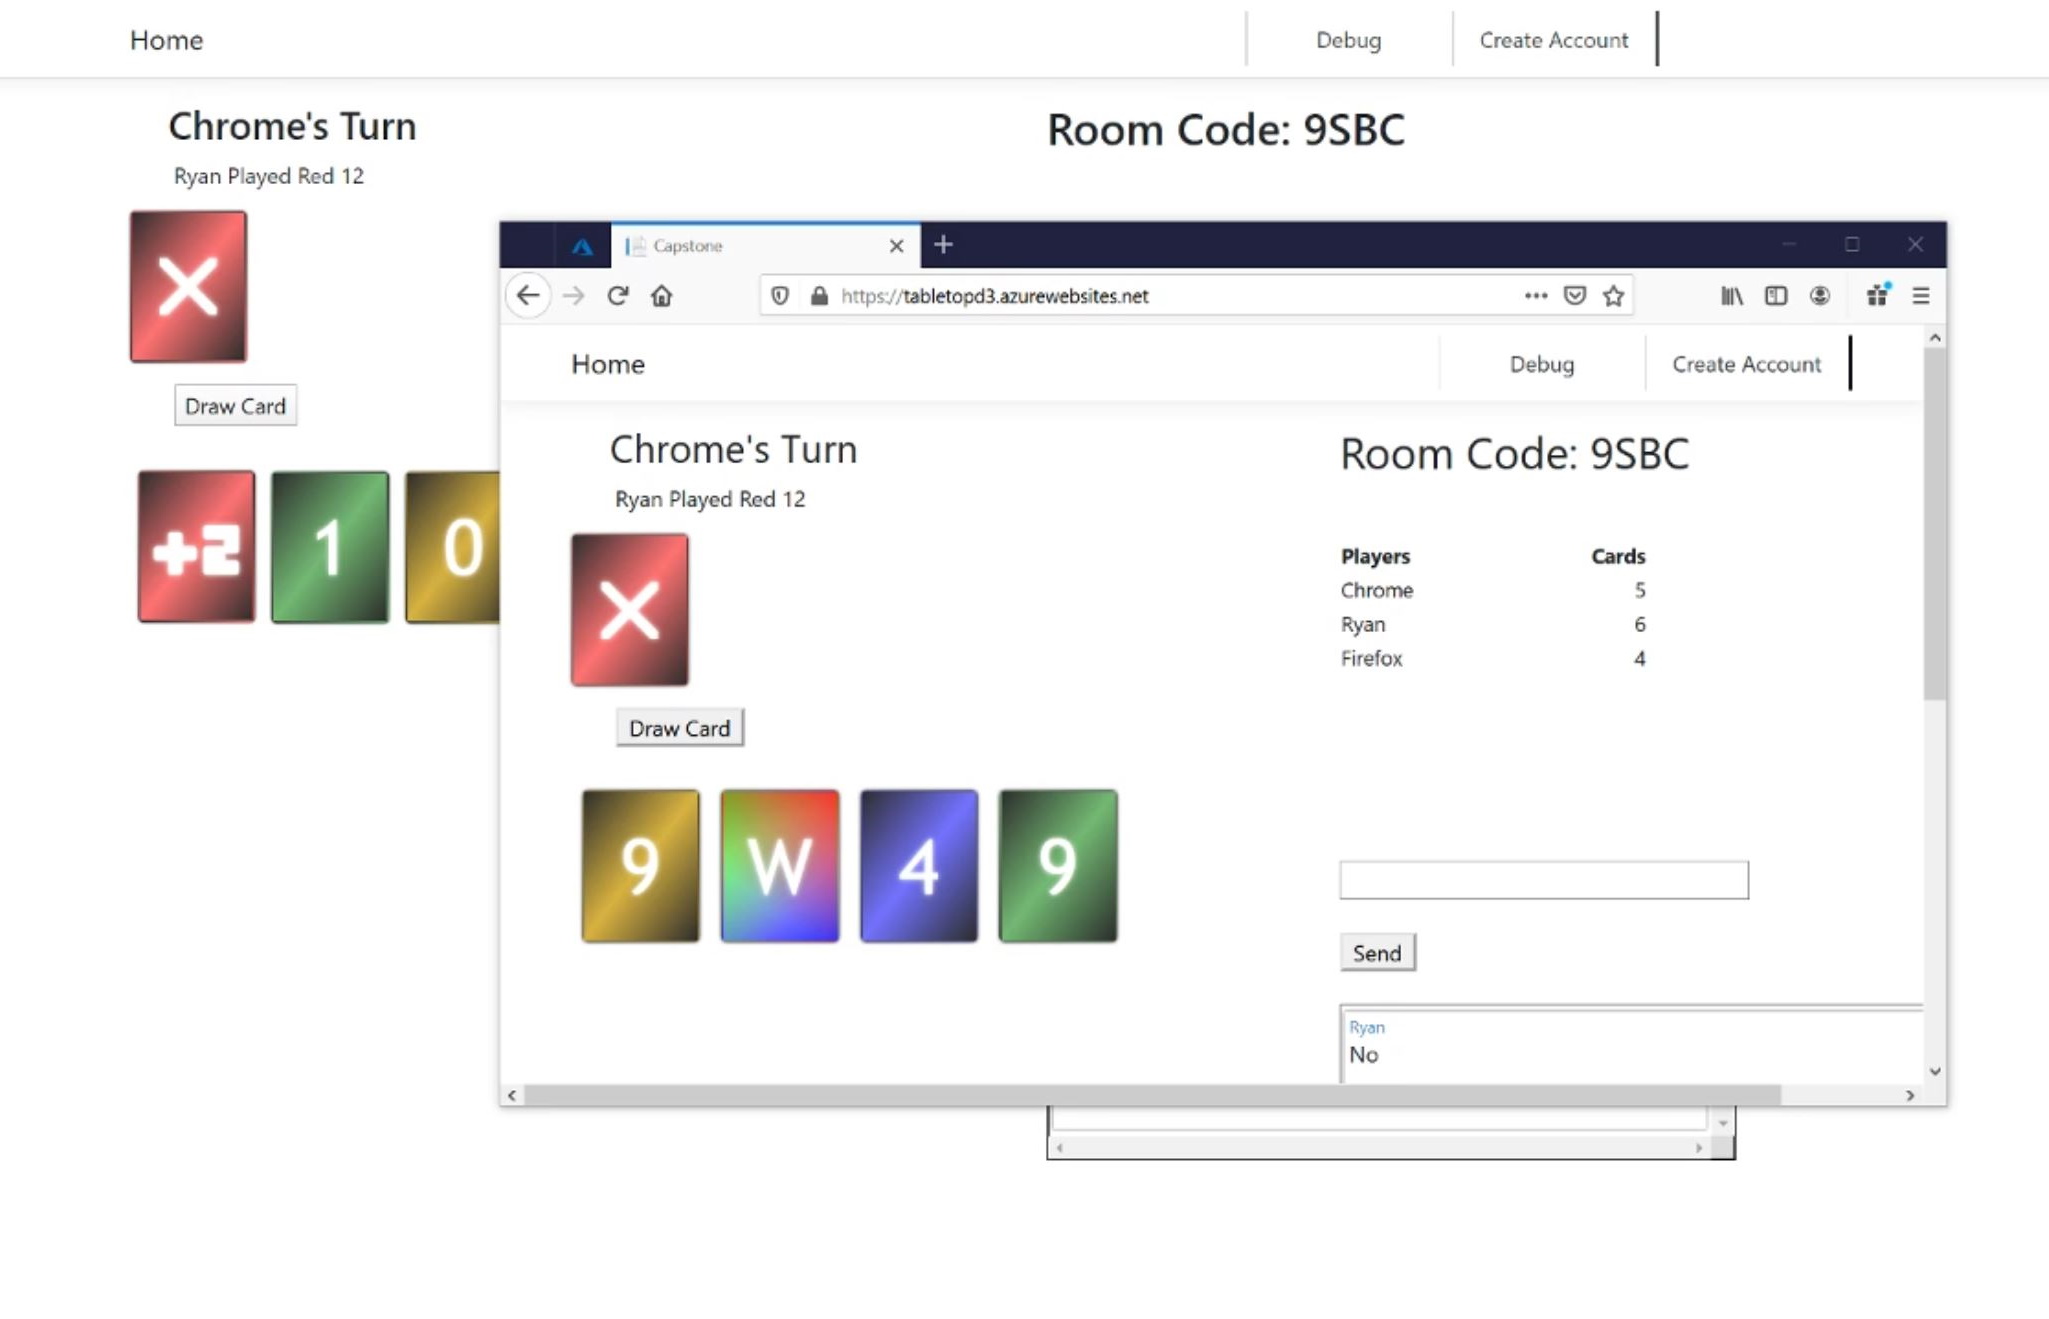 Home
Debug
Create Account
Chrome's Turn
Ryan Played Red 12
Room Code: 9SBC
X
Draw Card
+2
1
0
Capstone
https://tabletopd3.azurewebsites.net
Home
Debug
Create Account
Chrome's Turn
Ryan Played Red 12
X
Draw Card
9
W
4
9
Room Code: 9SBC
Players Cards
Chrome 5
Ryan 6
Firefox 4
Send
Ryan
No